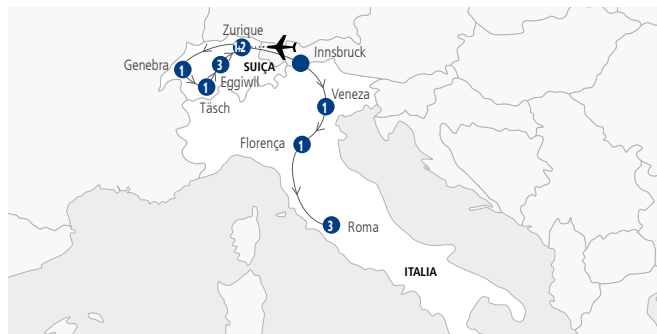 Zurique
+2
Innsbruck
Genebra
1
3
SUIÇA
Eggiwil
1
Veneza
1
Täsch
Florença
1
3
Roma
ITALIA